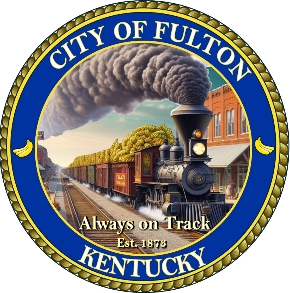 CITY OF FULTON
Always on Track
Est. 1873
KENTUCKY